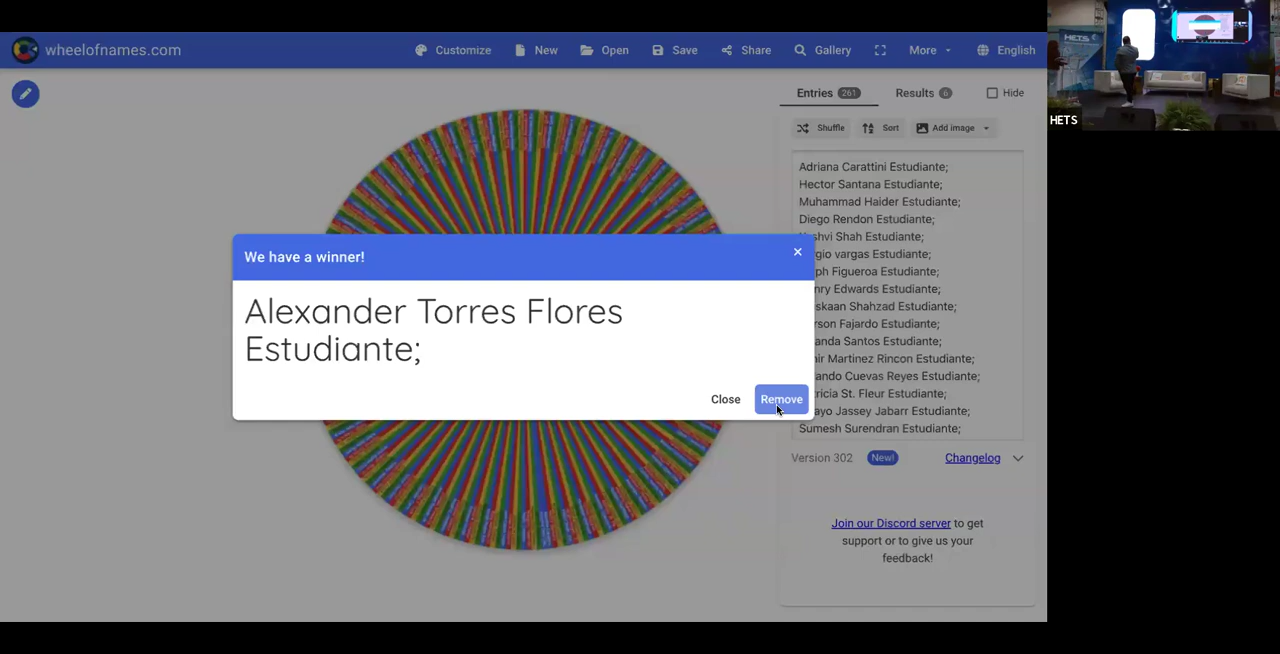 wheelofnames.com
Customize
New
Open
Save
Share
Gallery
More
English
Entries 261
Results 6
Hide
Shuffle
Sort
Add image
Adriana Carattini Estudiante;
Hector Santana Estudiante;
Muhammad Haider Estudiante;
Diego Rendon Estudiante;
Shah Estudiante;
vargas Estudiante;
Figueroa Estudiante;
Edwards Estudiante;
Shahzad Estudiante;
Fajardo Estudiante;
Santos Estudiante;
Martinez Rincon Estudiante;
Cuevas Reyes Estudiante;
St. Fleur Estudiante;
Jassey Jabarr Estudiante;
Sumesh Surendran Estudiante;
We have a winner!
Alexander Torres Flores
Estudiante;
Close
Remove
Version 302
New!
Changelog
Join our Discord server to get
support or to give us your
feedback!
HETS
HETS